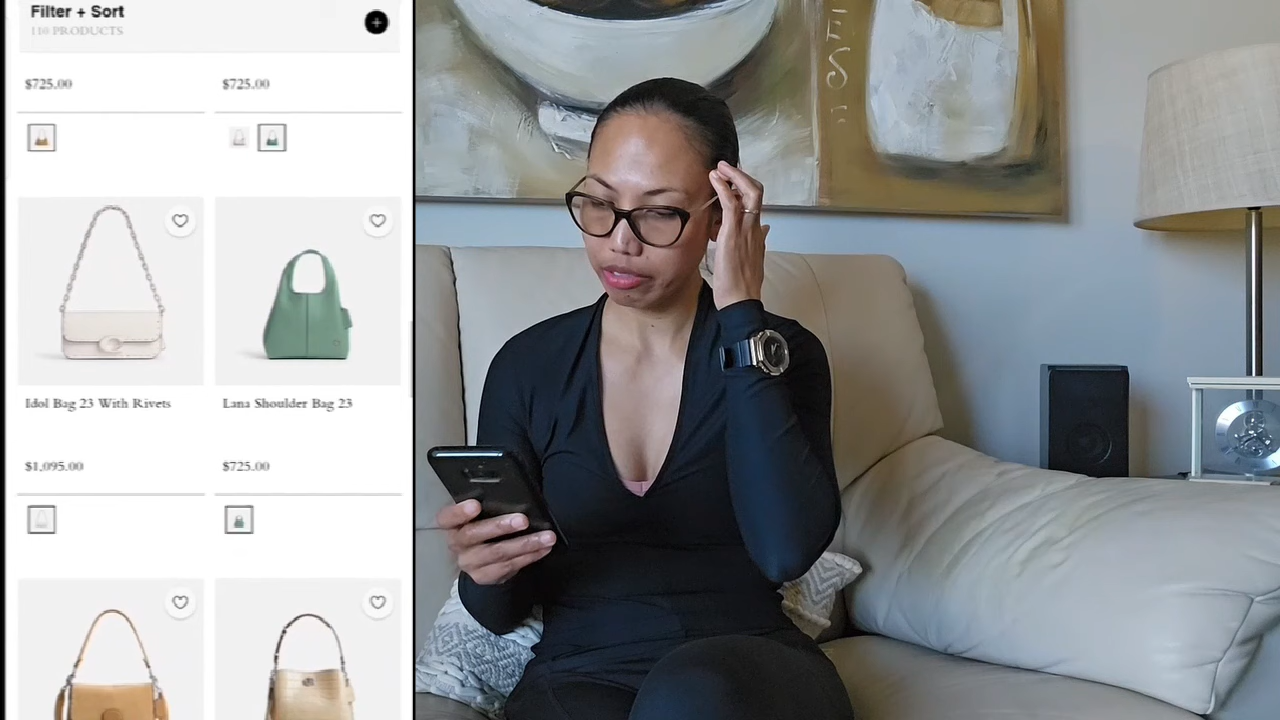 Filter + Sort
110 PRODUCTS
$725.00 $725.00
Idol Bag 23 With Rivets Lana Shoulder Bag 23
$1,095.00 $725.00